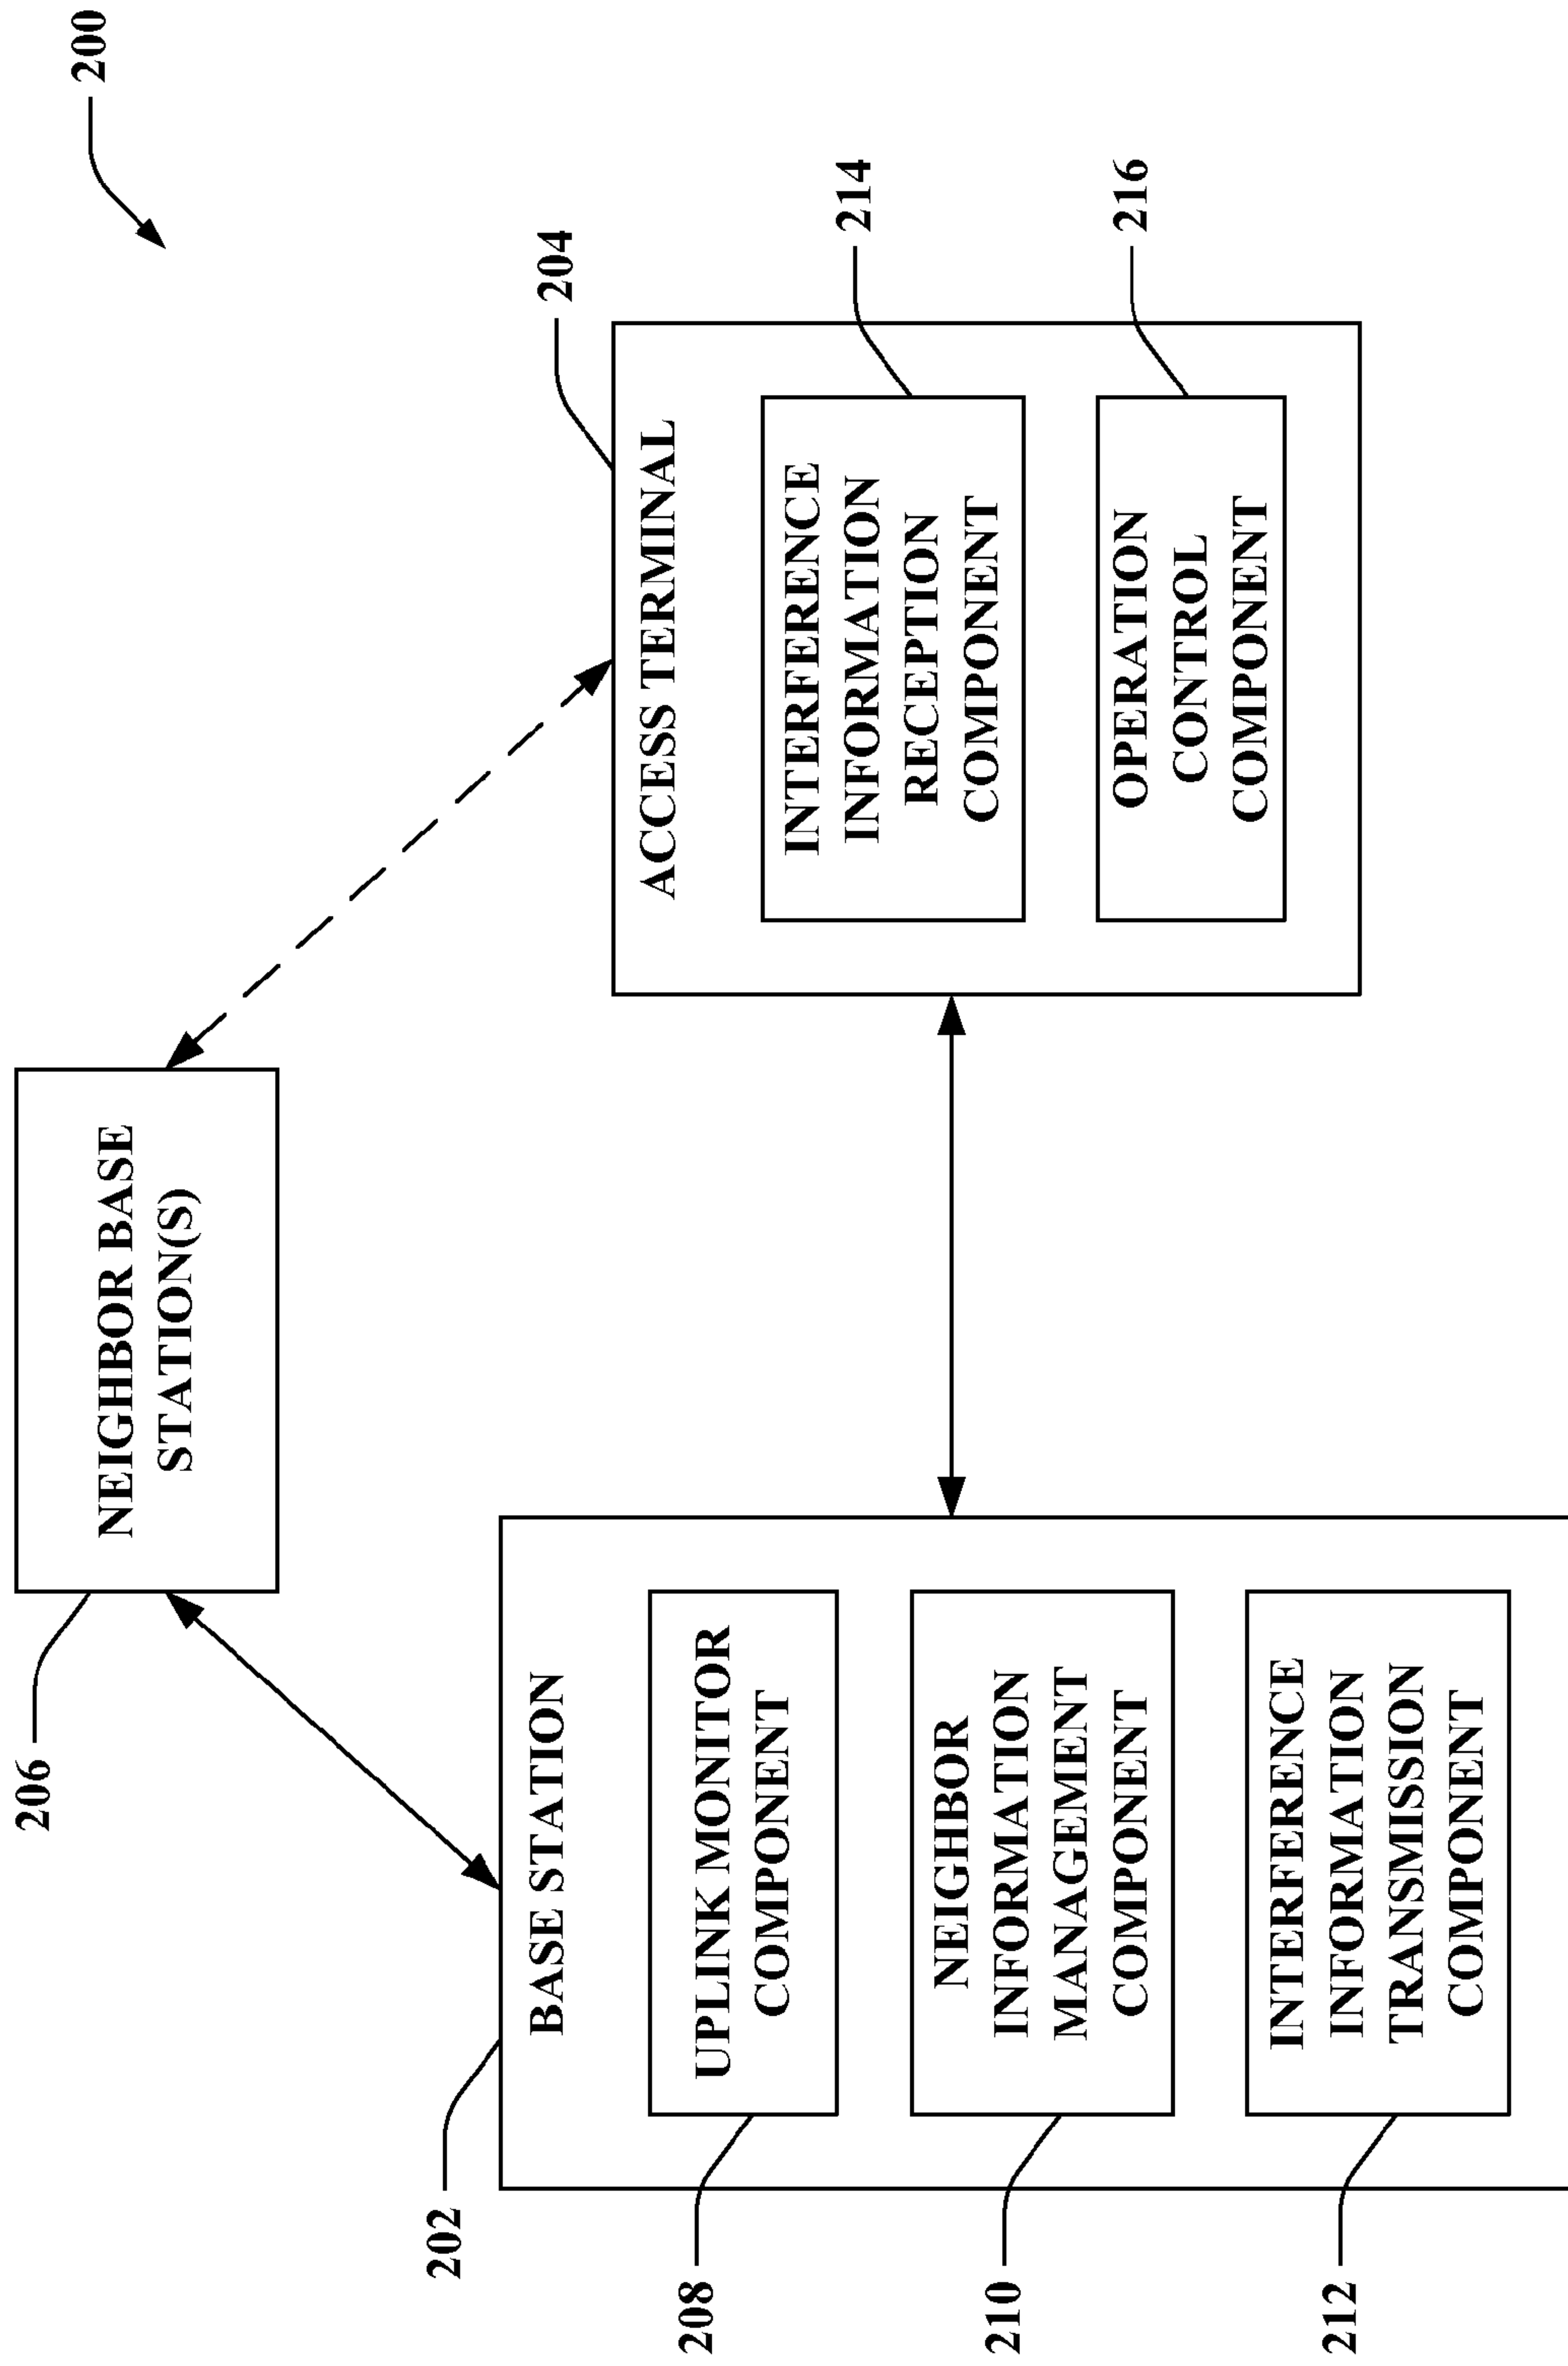 200
206
NEIGHBOR BASE
STATION(S)
202
BASE STATION
204
ACCESS TERMINAL
208
UPLINK MONITOR
COMPONENT
210
NEIGHBOR
INFORMATION
MANAGEMENT
COMPONENT
212
INTERFERENCE
INFORMATION
TRANSMISSION
COMPONENT
214
INTERFERENCE
INFORMATION
RECEPTION
COMPONENT
216
OPERATION
CONTROL
COMPONENT